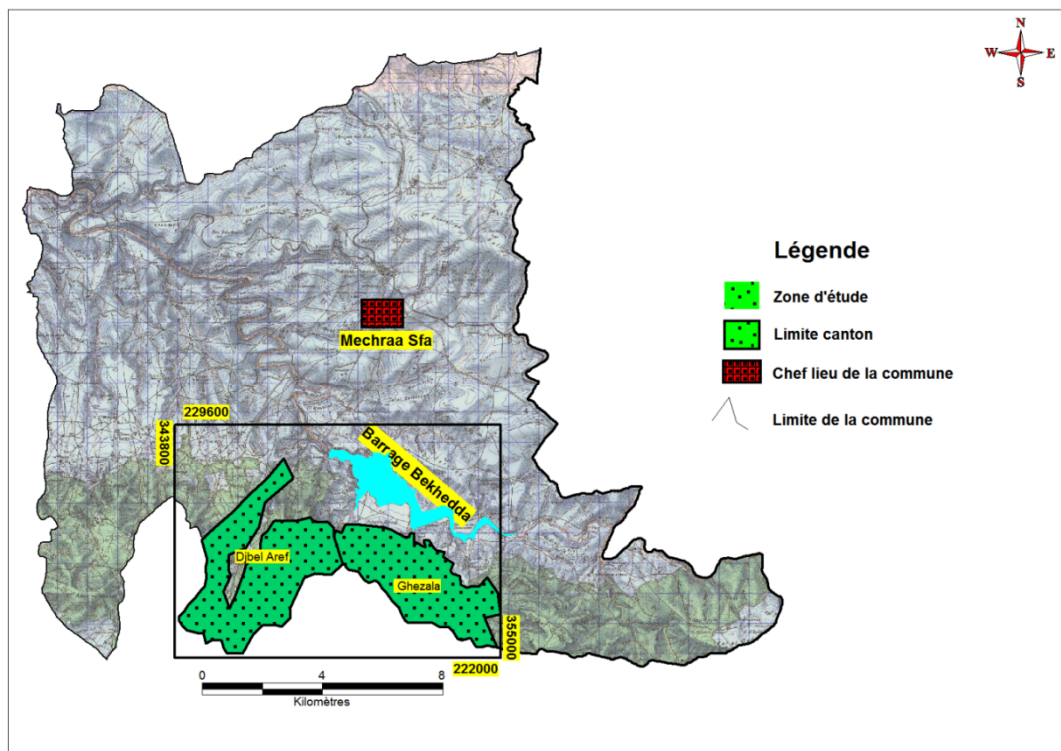 N
W E
S
Légende
Zone d'étude
Limite canton
Chef lieu de la commune
Limite de la commune
Mechraa Sfa
229600
343800
Barrage Bekhedda
Djbel Aref
Ghezala
355000
222000
0 4 8
Kilomètres